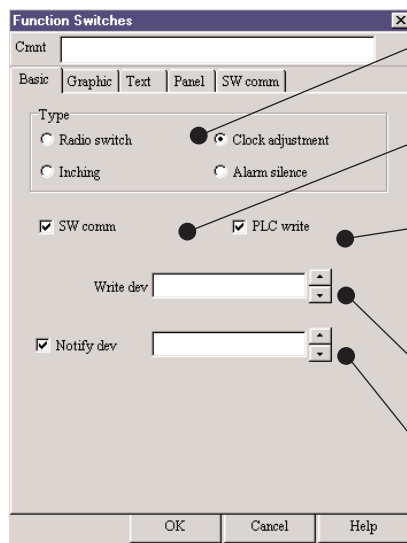 Function Switches
Cmnt
Basic Graphic Text Panel SW comm
Type
Radio switch Clock adjustment
Inching Alarm silence
SW comm PLC write
Write dev
Notify dev
OK Cancel Help